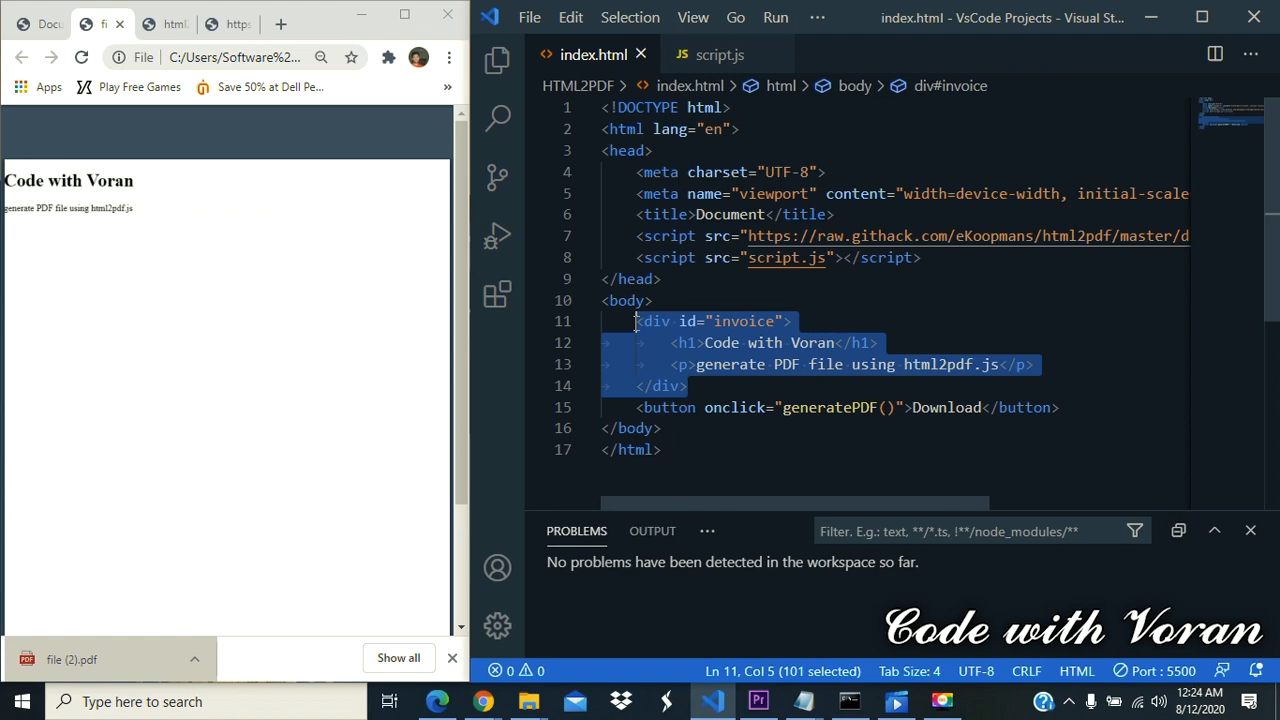 Docu
fi
html
https
File
C:/Users/Software%2...
Apps
Play Free Games
Save 50% at Dell Pe...
»
Code with Voran
generate PDF file using html2pdf.js
file (2).pdf
Show all
File Edit Selection View Go Run ···
index.html - VsCode Projects - Visual St...
index.html
JS script.js
HTML2PDF > index.html > html > body > div#invoice
1 <!DOCTYPE html>
2 <html lang="en">
3 <head>
4 <meta charset="UTF-8">
5 <meta name="viewport" content="width=device-width, initial-scale
6 <title>Document</title>
7 <script src="https://raw.githack.com/eKoopmans/html2pdf/master/d
8 <script src="script.js"></script>
9 </head>
10 <body>
11 <div id="invoice">
12 <h1>Code with Voran</h1>
13 <p>generate PDF file using html2pdf.js</p>
14 </div>
15 <button onclick="generatePDF()">Download</button>
16 </body>
17 </html>
PROBLEMS OUTPUT ···
Filter. E.g.: text, **/*.ts, !**/node_modules/**
No problems have been detected in the workspace so far.
Code with Voran
0 0
Ln 11, Col 5 (101 selected)
Tab Size: 4
UTF-8
CRLF
HTML
Port : 5500
Type here to search
Pr
12:24 AM
8/12/2020